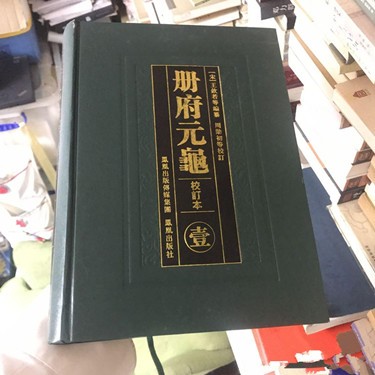 [宋]王欽若等編纂
周勛初等校訂
册府元龜
校訂本
壹
鳳凰出版傳媒集團 鳳凰出版社